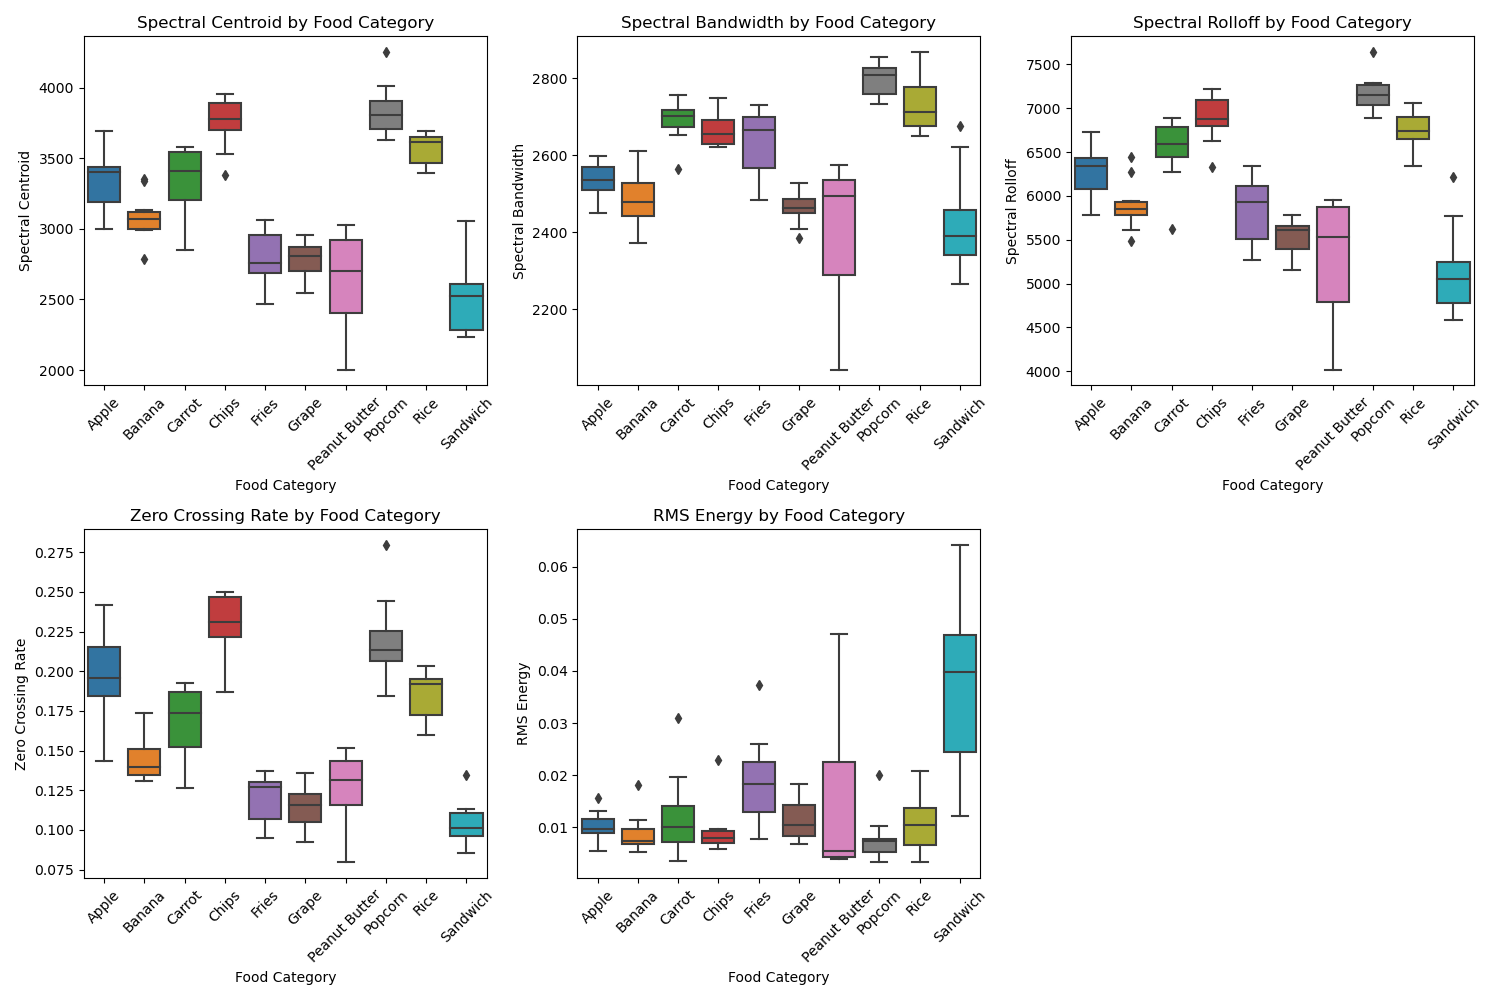 Spectral Centroid by Food Category
Spectral Centroid
4000
3500
3000
2500
2000
Apple
Banana
Carrot
Chips
Fries
Grape
Peanut Butter
Popcorn
Rice
Sandwich
Food Category
Spectral Bandwidth by Food Category
Spectral Bandwidth
2800
2600
2400
2200
Apple
Banana
Carrot
Chips
Fries
Grape
Peanut Butter
Popcorn
Rice
Sandwich
Food Category
Spectral Rolloff by Food Category
Spectral Rolloff
7500
7000
6500
6000
5500
5000
4500
4000
Apple
Banana
Carrot
Chips
Fries
Grape
Peanut Butter
Popcorn
Rice
Sandwich
Food Category
Zero Crossing Rate by Food Category
Zero Crossing Rate
0.275
0.250
0.225
0.200
0.175
0.150
0.125
0.100
0.075
Apple
Banana
Carrot
Chips
Fries
Grape
Peanut Butter
Popcorn
Rice
Sandwich
Food Category
RMS Energy by Food Category
RMS Energy
0.06
0.05
0.04
0.03
0.02
0.01
Apple
Banana
Carrot
Chips
Fries
Grape
Peanut Butter
Popcorn
Rice
Sandwich
Food Category